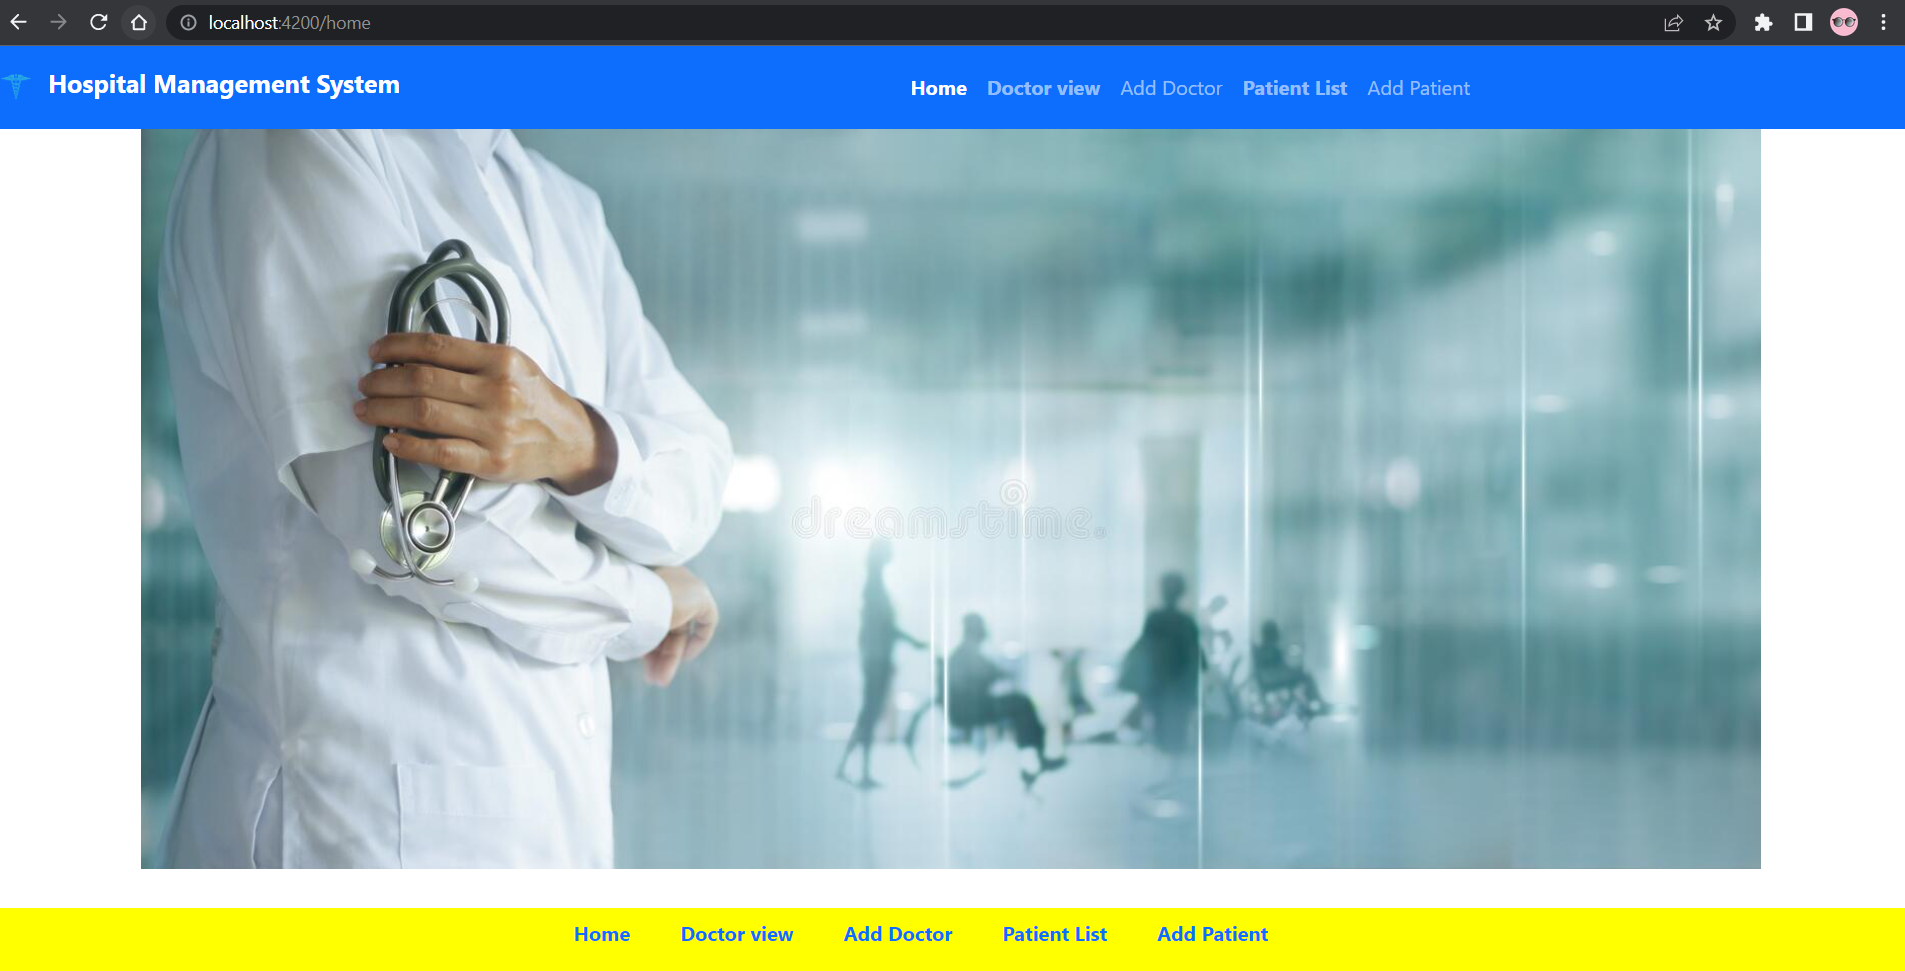 localhost:4200/home
Hospital Management System
Home Doctor view Add Doctor Patient List Add Patient
dreamstime.
Home Doctor view Add Doctor Patient List Add Patient